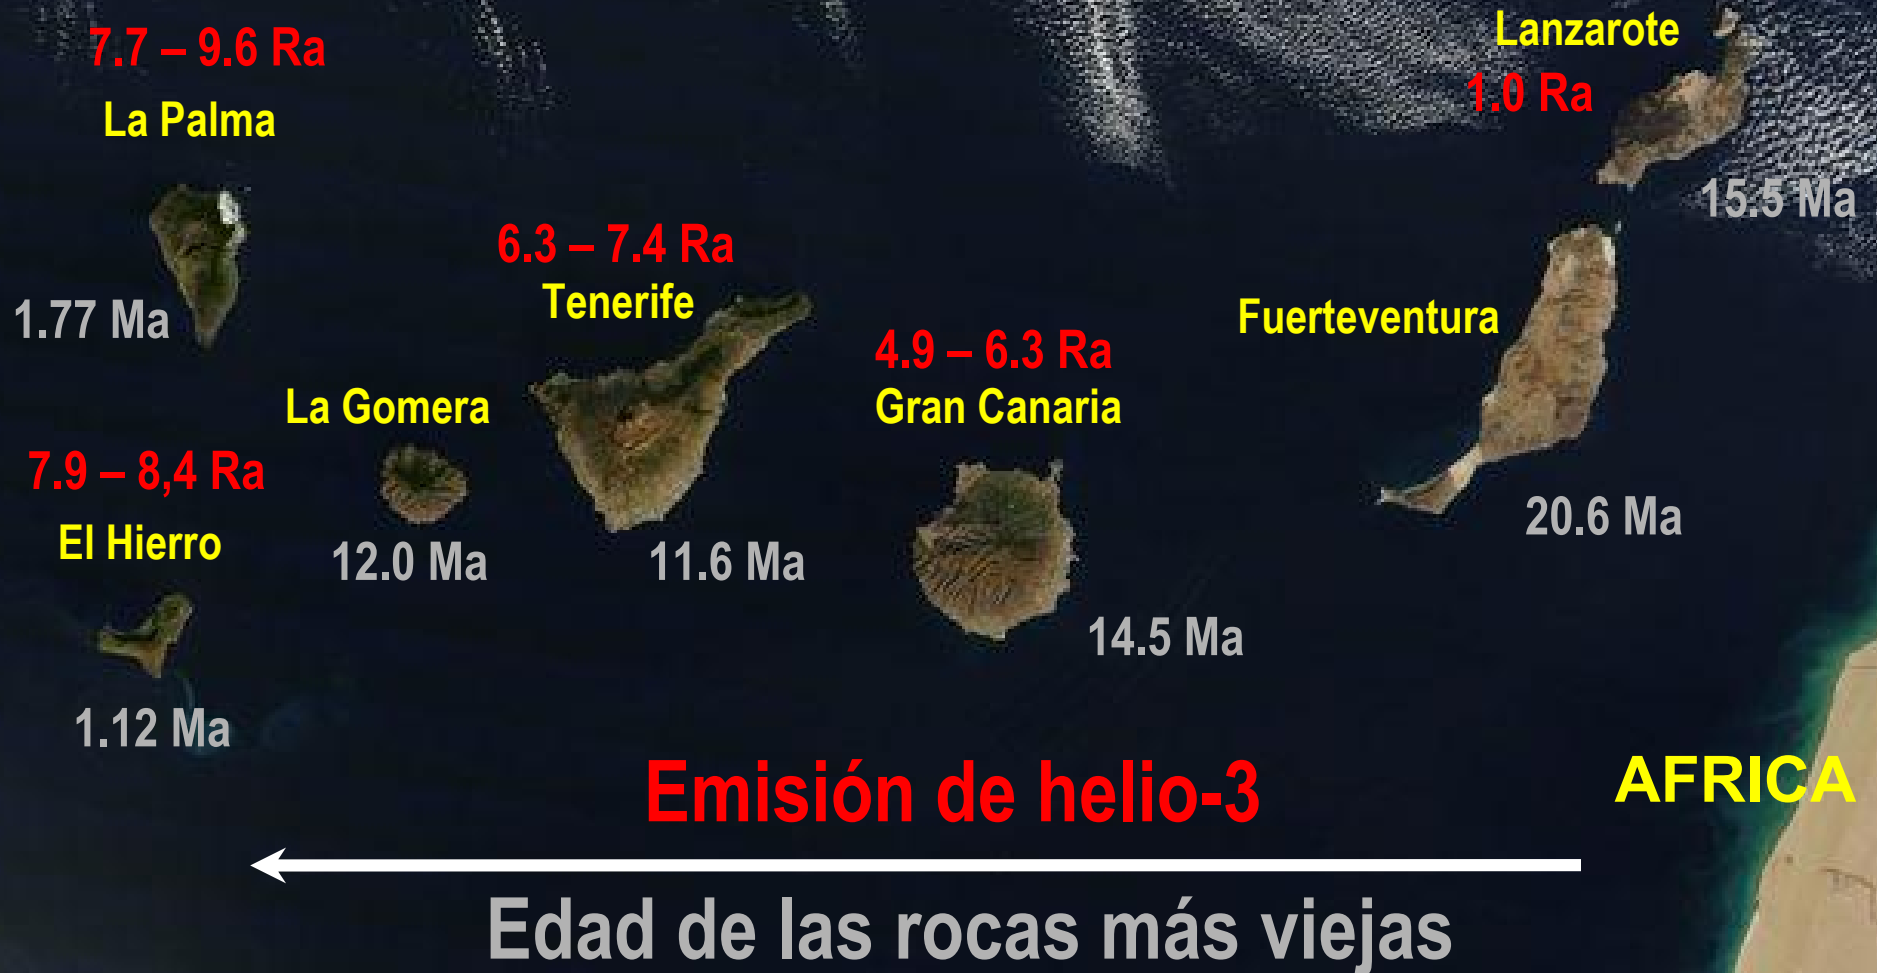 7.7 – 9.6 Ra
La Palma
1.77 Ma
7.9 – 8,4 Ra
El Hierro
1.12 Ma
La Gomera
12.0 Ma
6.3 – 7.4 Ra
Tenerife
11.6 Ma
4.9 – 6.3 Ra
Gran Canaria
14.5 Ma
Lanzarote
1.0 Ra
15.5 Ma
Fuerteventura
20.6 Ma
AFRICA
Emisión de helio-3
Edad de las rocas más viejas